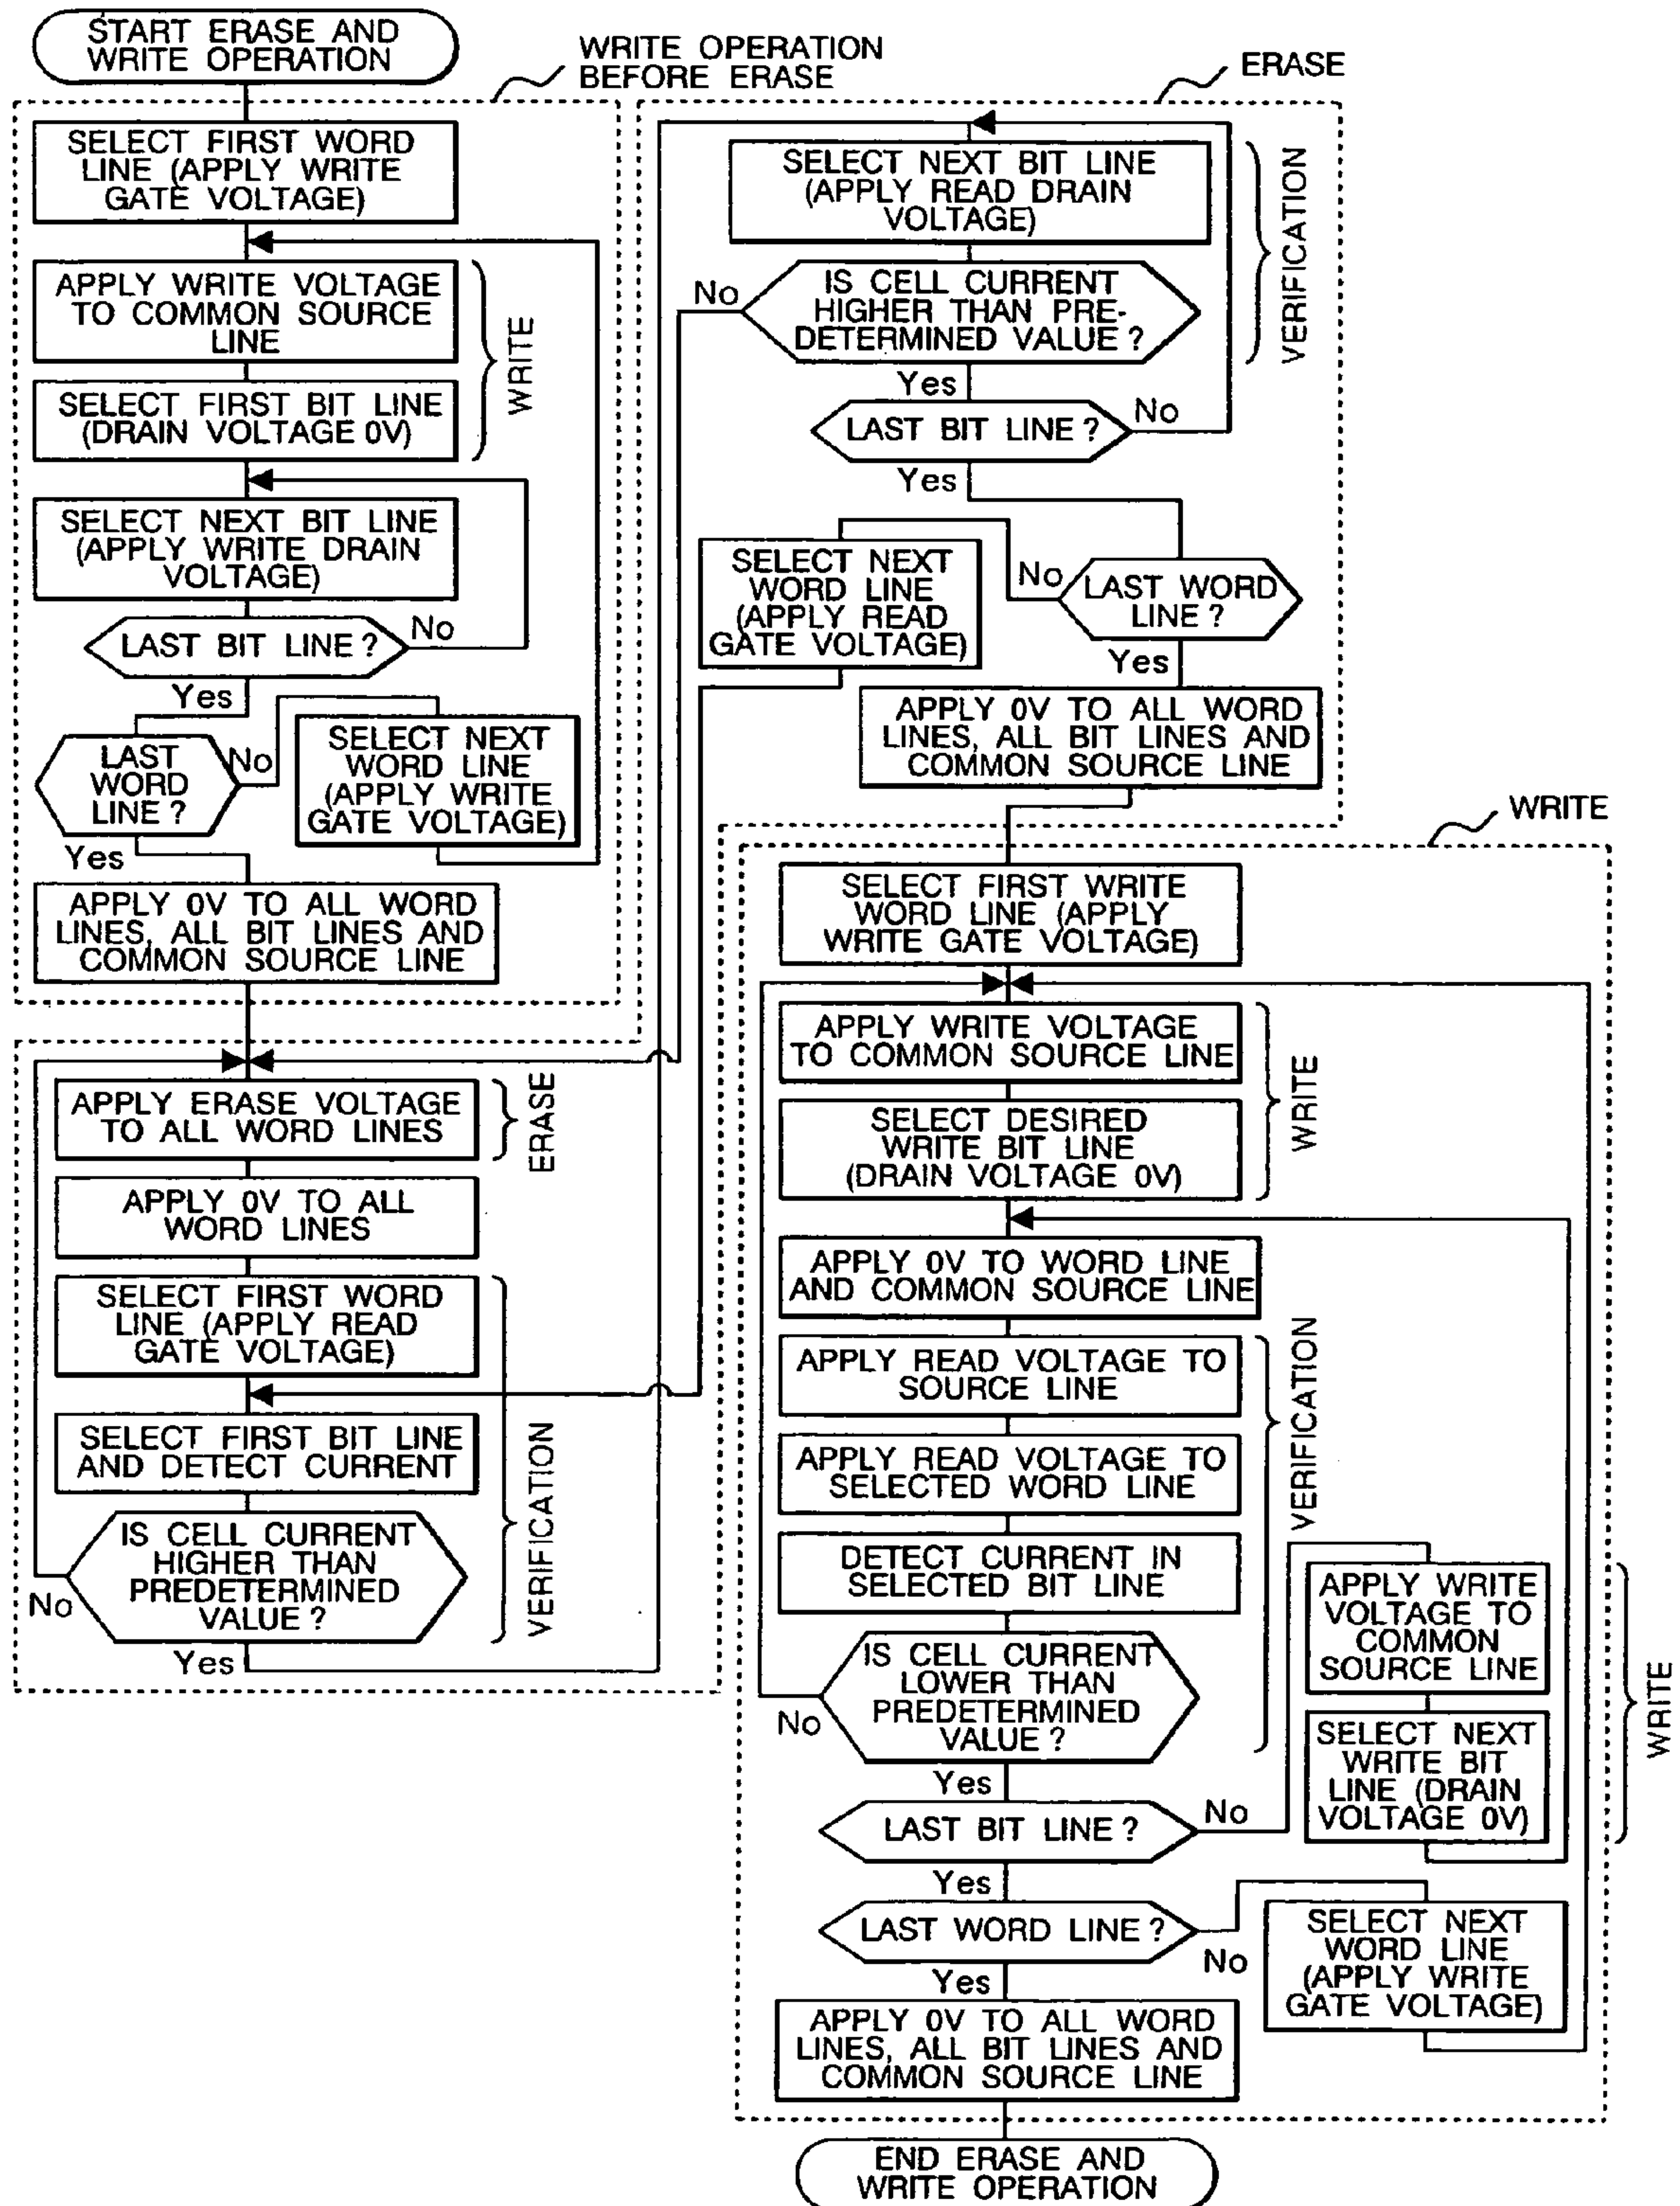 START ERASE AND
WRITE OPERATION
WRITE OPERATION
BEFORE ERASE
SELECT FIRST WORD
LINE (APPLY WRITE
GATE VOLTAGE)
APPLY WRITE VOLTAGE
TO COMMON SOURCE
LINE
SELECT FIRST BIT LINE
(DRAIN VOLTAGE 0V)
WRITE
SELECT NEXT BIT LINE
(APPLY WRITE DRAIN
VOLTAGE)
LAST BIT LINE ?
No
Yes
LAST
WORD
LINE ?
No
SELECT NEXT
WORD LINE
(APPLY WRITE
GATE VOLTAGE)
Yes
APPLY 0V TO ALL WORD
LINES, ALL BIT LINES AND
COMMON SOURCE LINE
APPLY ERASE VOLTAGE
TO ALL WORD LINES
ERASE
APPLY 0V TO ALL
WORD LINES
SELECT FIRST WORD
LINE (APPLY READ
GATE VOLTAGE)
SELECT FIRST BIT LINE
AND DETECT CURRENT
IS CELL CURRENT
HIGHER THAN
PREDETERMINED
VALUE ?
VERIFICATION
No
Yes
ERASE
SELECT NEXT BIT LINE
(APPLY READ DRAIN
VOLTAGE)
IS CELL CURRENT
HIGHER THAN PRE-
DETERMINED VALUE ?
VERIFICATION
No
Yes
LAST BIT LINE ?
No
Yes
LAST WORD
LINE ?
No
SELECT NEXT
WORD LINE
(APPLY READ
GATE VOLTAGE)
Yes
APPLY 0V TO ALL WORD
LINES, ALL BIT LINES AND
COMMON SOURCE LINE
WRITE
SELECT FIRST WRITE
WORD LINE (APPLY
WRITE GATE VOLTAGE)
APPLY WRITE VOLTAGE
TO COMMON SOURCE LINE
SELECT DESIRED
WRITE BIT LINE
(DRAIN VOLTAGE 0V)
WRITE
APPLY 0V TO WORD LINE
AND COMMON SOURCE LINE
APPLY READ VOLTAGE TO
SOURCE LINE
APPLY READ VOLTAGE TO
SELECTED WORD LINE
DETECT CURRENT IN
SELECTED BIT LINE
IS CELL CURRENT
LOWER THAN
PREDETERMINED
VALUE ?
VERIFICATION
No
Yes
LAST BIT LINE ?
No
APPLY WRITE
VOLTAGE TO
COMMON
SOURCE LINE
SELECT NEXT
WRITE BIT
LINE (DRAIN
VOLTAGE 0V)
WRITE
Yes
LAST WORD LINE ?
No
SELECT NEXT
WORD LINE
(APPLY WRITE
GATE VOLTAGE)
Yes
APPLY 0V TO ALL WORD
LINES, ALL BIT LINES AND
COMMON SOURCE LINE
END ERASE AND
WRITE OPERATION